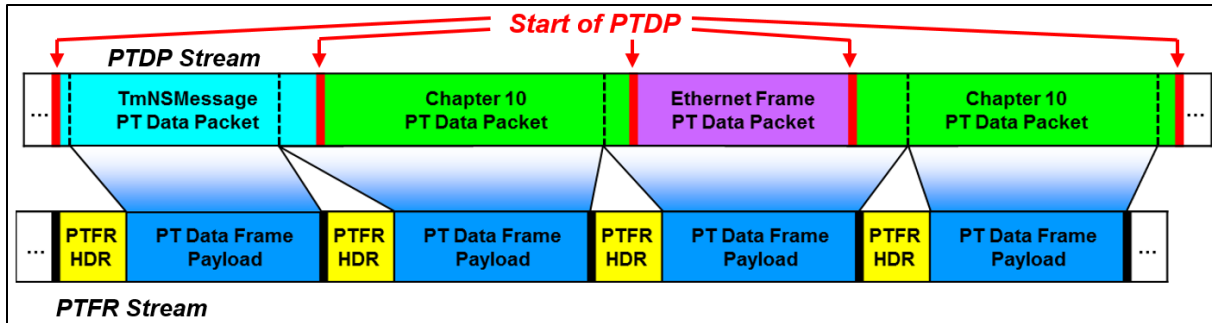 Start of PTDP
PTDP Stream
...
TmNSMessage
PT Data Packet
Chapter 10
PT Data Packet
Ethernet Frame
PT Data Packet
Chapter 10
PT Data Packet
...
...
PTFR
HDR
PT Data Frame
Payload
PTFR
HDR
PT Data Frame
Payload
PTFR
HDR
PT Data Frame
Payload
PTFR
HDR
PT Data Frame
Payload
...
PTFR Stream